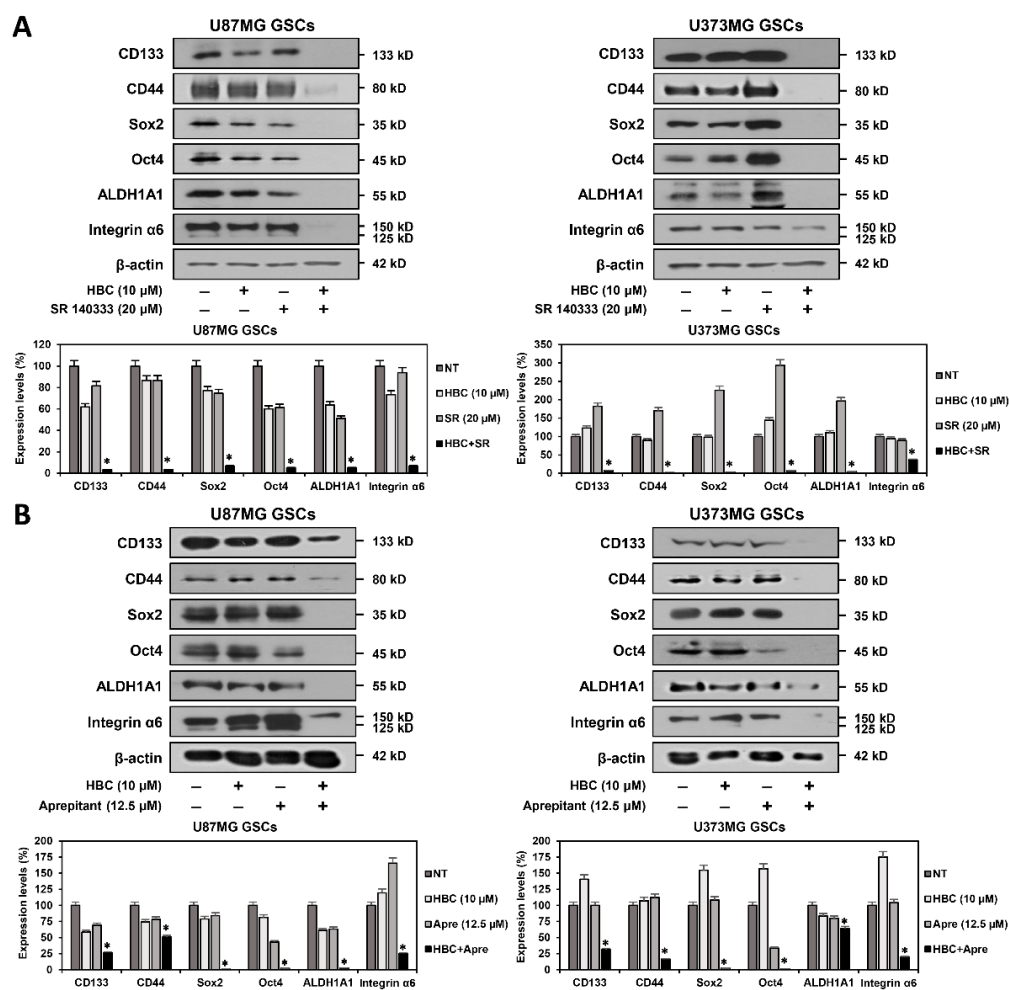 A
U87MG GSCs
CD133 133 kD
CD44 80 kD
Sox2 35 kD
Oct4 45 kD
ALDH1A1 55 kD
Integrin α6 150 kD
125 kD
β-actin 42 kD
HBC (10 µM) – + – +
SR 140333 (20 µM) – – + +
U373MG GSCs
CD133 133 kD
CD44 80 kD
Sox2 35 kD
Oct4 45 kD
ALDH1A1 55 kD
Integrin α6 150 kD
125 kD
β-actin 42 kD
HBC (10 µM) – + – +
SR 140333 (20 µM) – – + +
U87MG GSCs
Expression levels (%)
120
100
80
60
40
20
0
* * * * * *
CD133 CD44 Sox2 Oct4 ALDH1A1 Integrin α6
NT
HBC (10 µM)
SR (20 µM)
HBC+SR
U373MG GSCs
Expression levels (%)
350
300
250
200
150
100
50
0
* * * * * *
CD133 CD44 Sox2 Oct4 ALDH1A1 Integrin α6
NT
HBC (10 µM)
SR (20 µM)
HBC+SR
B
U87MG GSCs
CD133 133 kD
CD44 80 kD
Sox2 35 kD
Oct4 45 kD
ALDH1A1 55 kD
Integrin α6 150 kD
125 kD
β-actin 42 kD
HBC (10 µM) – + – +
Aprepitant (12.5 µM) – – + +
U373MG GSCs
CD133 133 kD
CD44 80 kD
Sox2 35 kD
Oct4 45 kD
ALDH1A1 55 kD
Integrin α6 150 kD
125 kD
β-actin 42 kD
HBC (10 µM) – + – +
Aprepitant (12.5 µM) – – + +
U87MG GSCs
Expression levels (%)
200
175
150
125
100
75
50
25
0
* * * * * *
CD133 CD44 Sox2 Oct4 ALDH1A1 Integrin α6
NT
HBC (10 µM)
Apre (12.5 µM)
HBC+Apre
U373MG GSCs
Expression levels (%)
200
175
150
125
100
75
50
25
0
* * * * * *
CD133 CD44 Sox2 Oct4 ALDH1A1 Integrin α6
NT
HBC (10 µM)
Apre (12.5 µM)
HBC+Apre